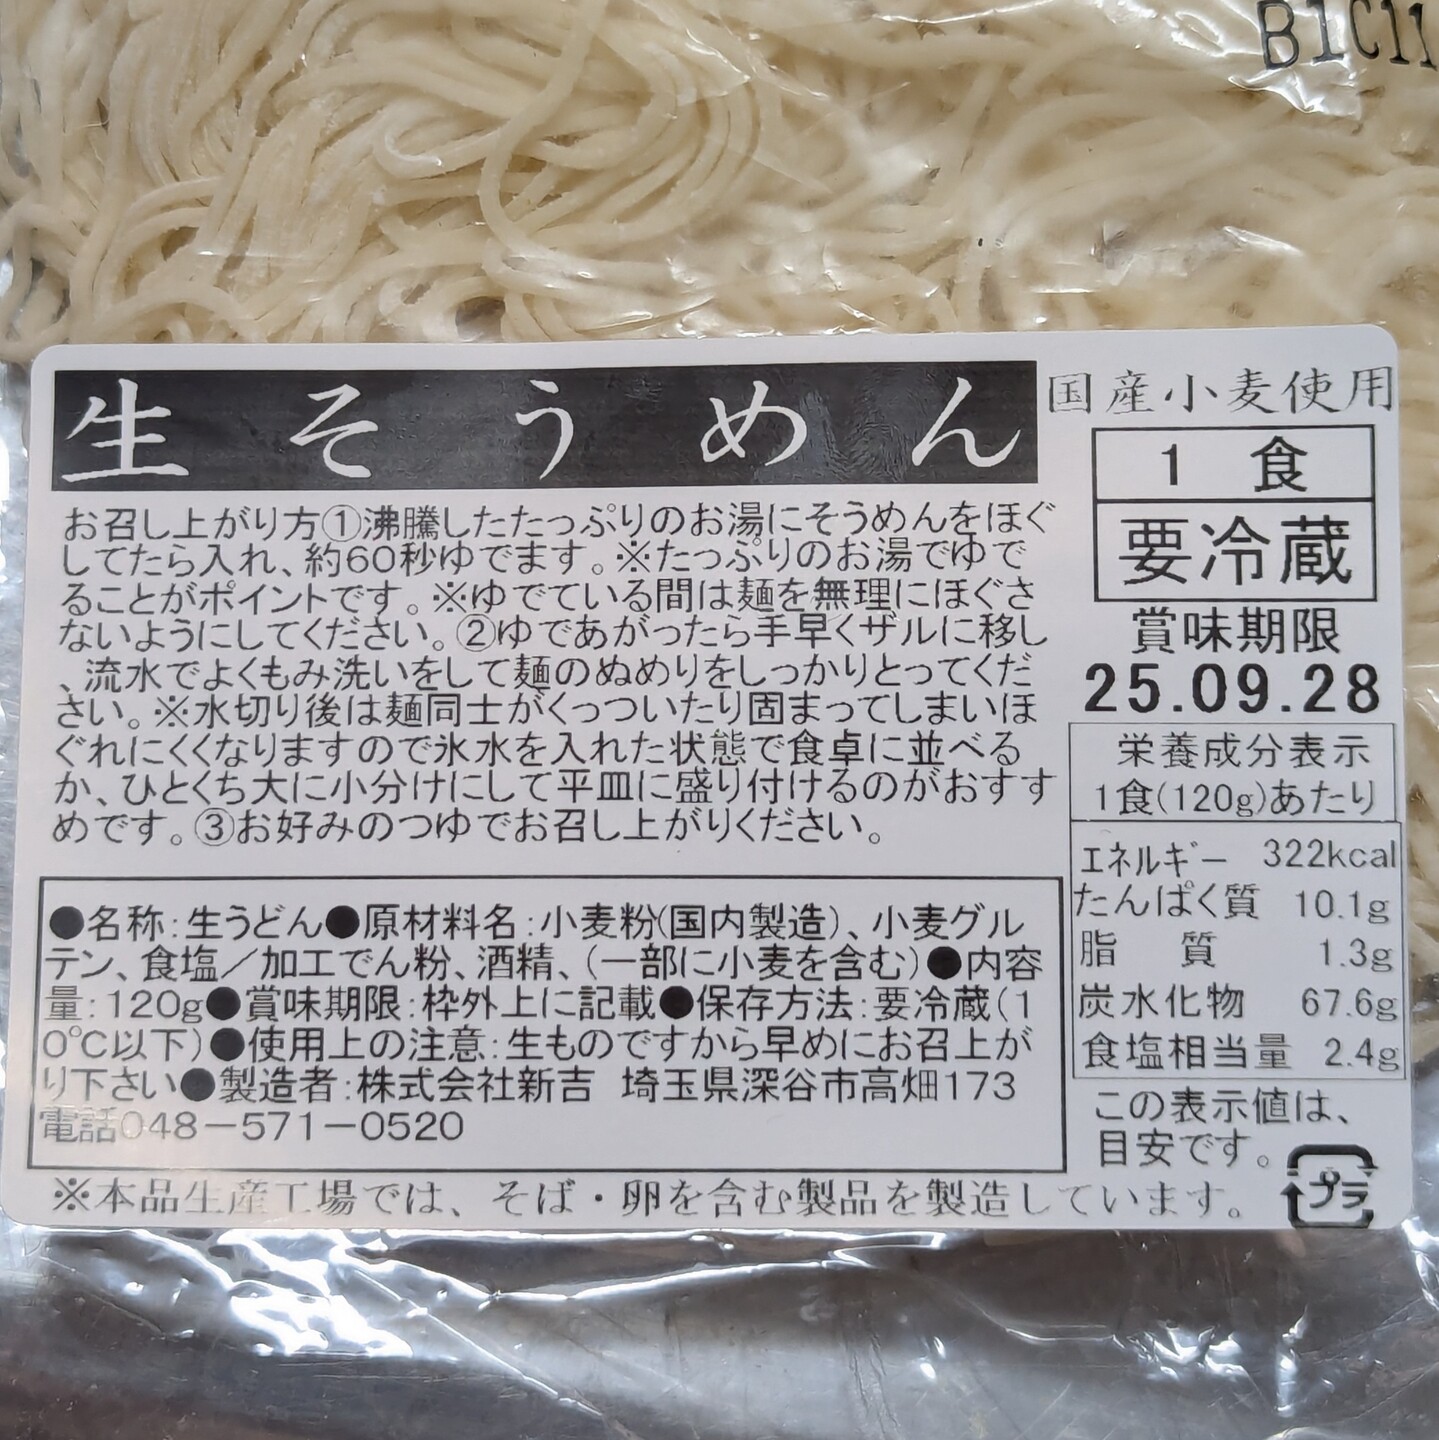 B1C11
生そうめん
お召し上がり方①沸騰したたっぷりのお湯にそうめんをほぐ
してたら入れ、約60秒ゆでます。※たっぷりのお湯でゆで
ることがポイントです。※ゆでている間は麺を無理にほぐさ
ないようにしてください。②ゆであがったら手早くザルに移し
、流水でよくもみ洗いをして麺のぬめりをしっかりとってくだ
さい。※水切り後は麺同士がくっついたり固まってしまいほ
ぐれにくくなりますので氷水を入れた状態で食卓に並べる
か、ひとくち大に小分けにして平皿に盛り付けるのがおすす
めです。③お好みのつゆでお召し上がりください。
●名称:生うどん●原材料名:小麦粉(国内製造)、小麦グル
テン、食塩/加工でん粉、酒精、(一部に小麦を含む)●内容
量:120g●賞味期限:枠外上に記載●保存方法:要冷蔵(1
0℃以下)●使用上の注意:生ものですから早めにお召上が
り下さい●製造者:株式会社新吉 埼玉県深谷市高畑173
電話048-571-0520
※本品生産工場では、そば・卵を含む製品を製造しています。
国産小麦使用
1 食
要冷蔵
賞味期限
25.09.28
栄養成分表示
1食(120g)あたり
エネルギー 322kcal
たんぱく質 10.1g
脂 質 1.3g
炭水化物 67.6g
食塩相当量 2.4g
この表示値は、
目安です。
プラ